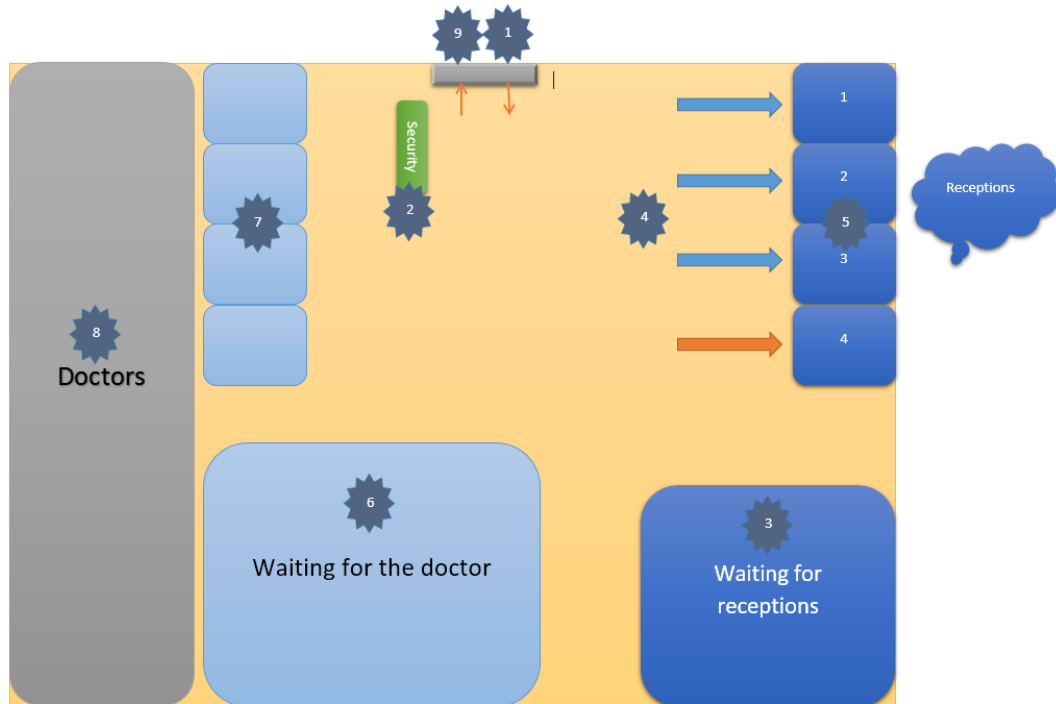 9
1
1
Security
2
Receptions
2
7
4
5
3
8
4
Doctors
6
3
Waiting for the doctor
Waiting for
receptions